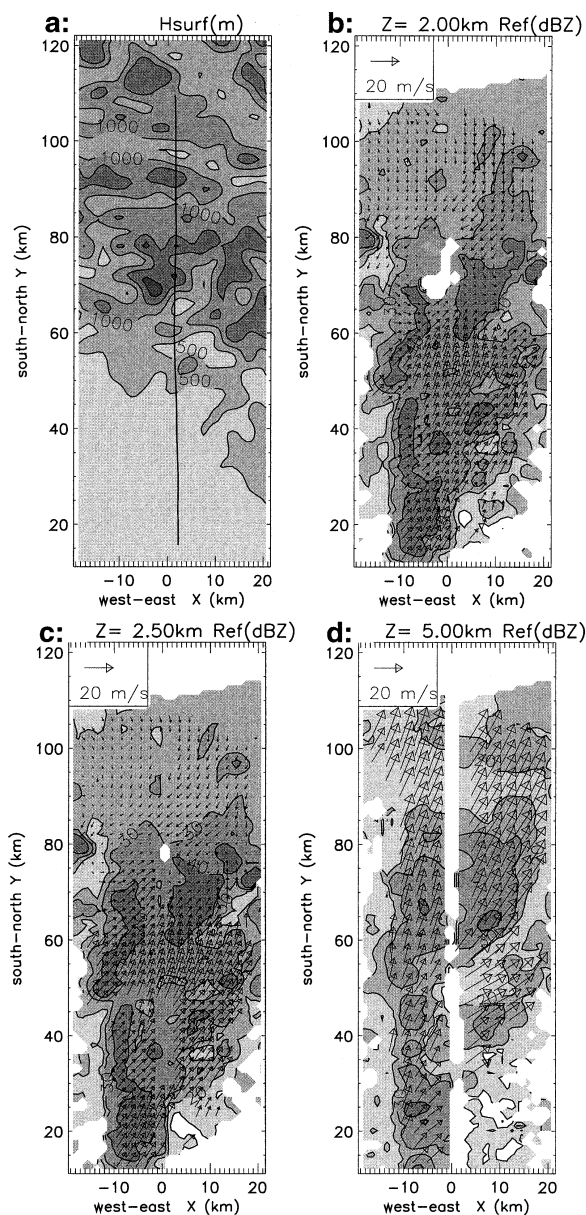 a: Hsurf(m)
120
100
80
60
40
20
south-north Y (km)
1000
1000
1000
1000
500
500
-10 0 10 20
west-east X (km)
b: Z= 2.00km Ref(dBZ)
20 m/s
120
100
80
60
40
20
south-north Y (km)
-10 0 10 20
west-east X (km)
c: Z= 2.50km Ref(dBZ)
20 m/s
120
100
80
60
40
20
south-north Y (km)
-10 0 10 20
west-east X (km)
d: Z= 5.00km Ref(dBZ)
20 m/s
120
100
80
60
40
20
south-north Y (km)
-10 0 10 20
west-east X (km)